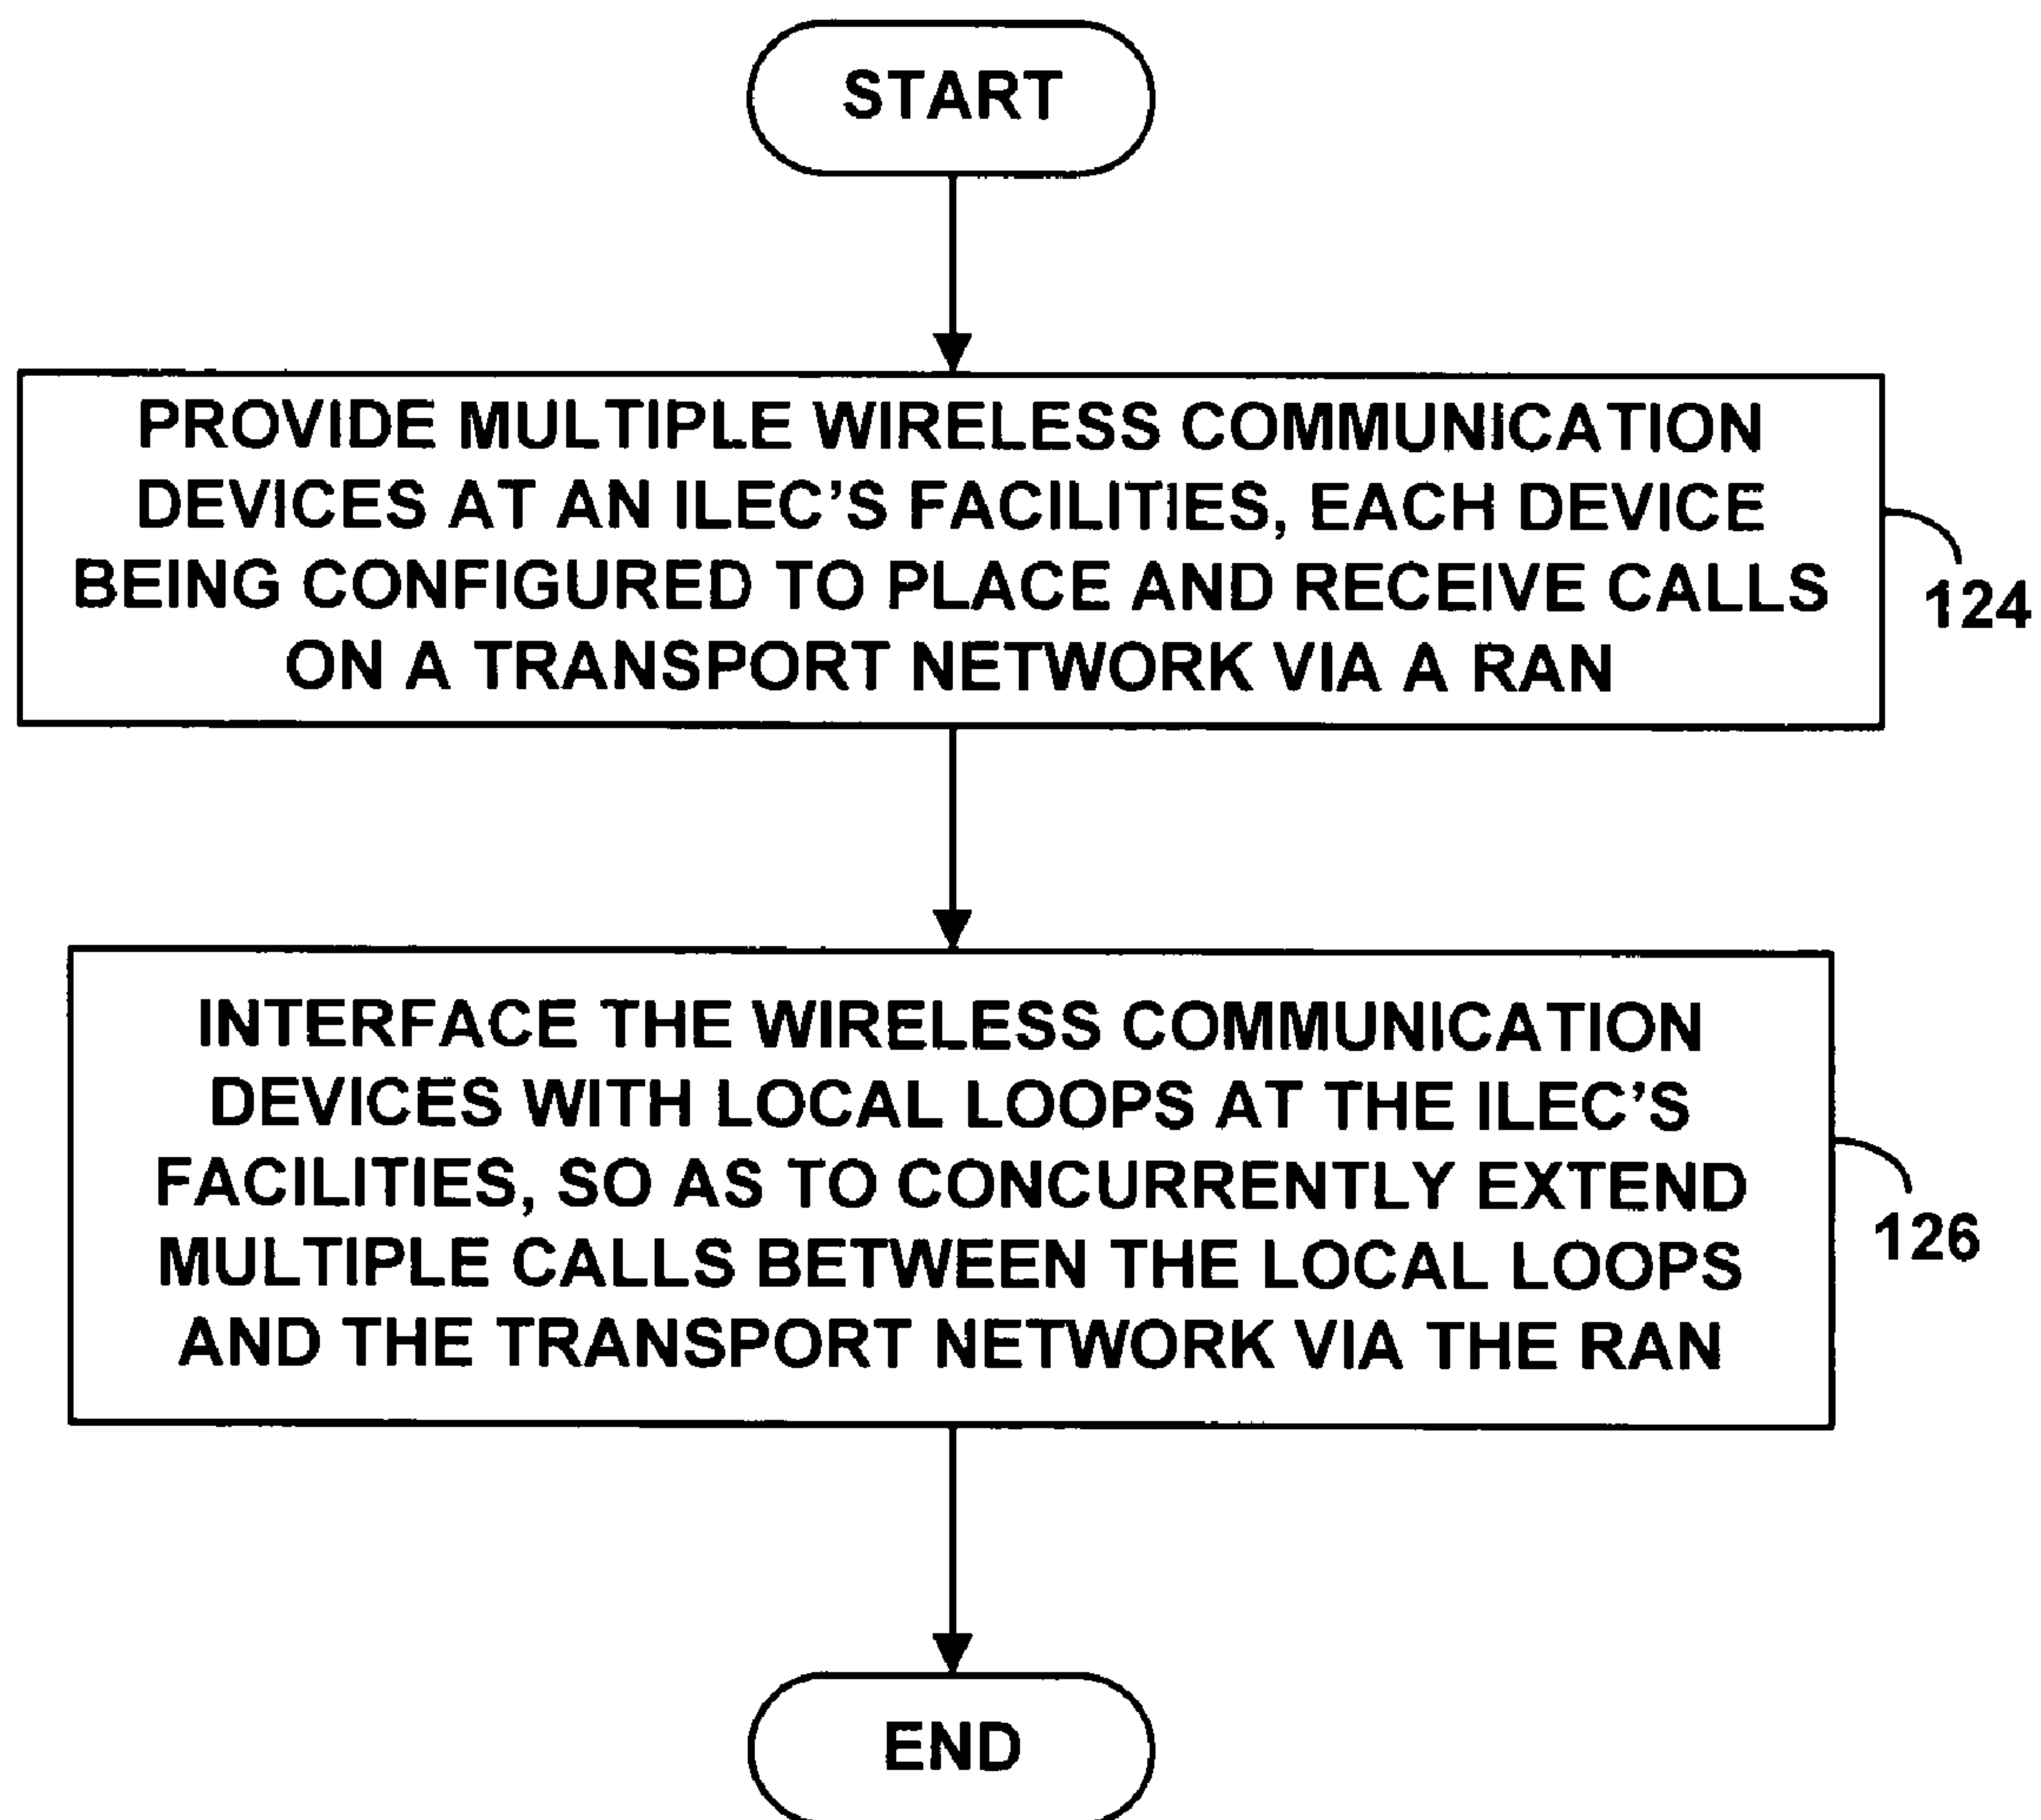 START
PROVIDE MULTIPLE WIRELESS COMMUNICATION
DEVICES AT AN ILEC'S FACILITIES, EACH DEVICE
BEING CONFIGURED TO PLACE AND RECEIVE CALLS
ON A TRANSPORT NETWORK VIA A RAN
124
INTERFACE THE WIRELESS COMMUNICATION
DEVICES WITH LOCAL LOOPS AT THE ILEC'S
FACILITIES, SO AS TO CONCURRENTLY EXTEND
MULTIPLE CALLS BETWEEN THE LOCAL LOOPS
AND THE TRANSPORT NETWORK VIA THE RAN
126
END